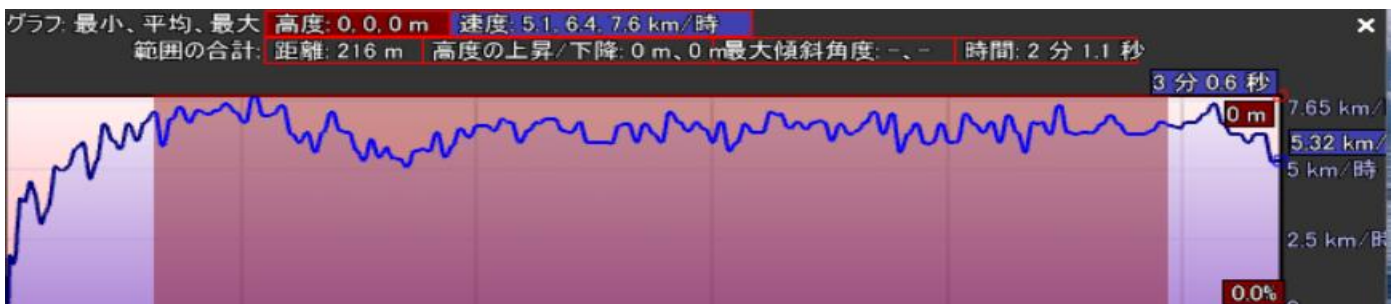 グラフ: 最小、平均、最大 高度: 0, 0, 0 m 速度: 5.1, 6.4, 7.6 km/時
範囲の合計: 距離: 216 m 高度の上昇/下降: 0 m、0 m最大傾斜角度: -、- 時間: 2 分 1.1 秒
3 分 0.6 秒
0 m 7.65 km/
5.32 km/
5 km/時
2.5 km/時
0.0%